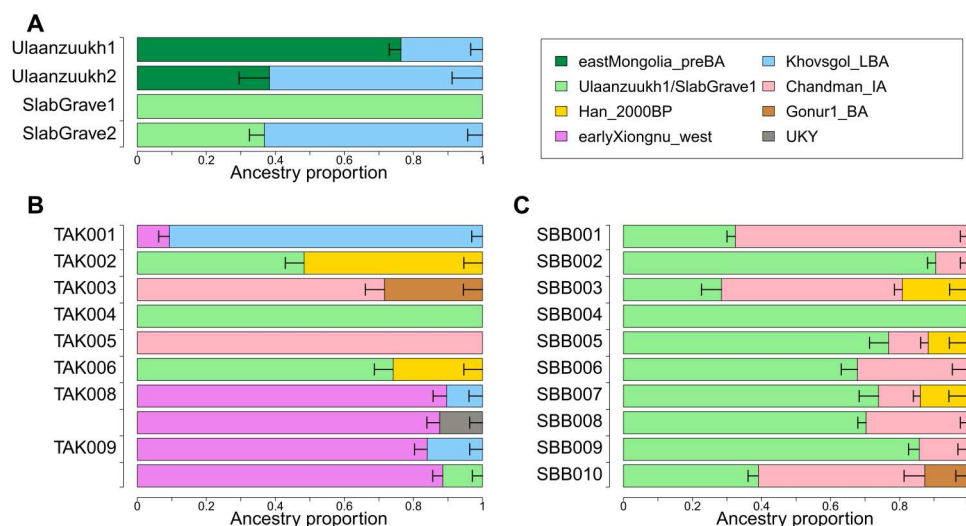 A
Ulaanzuukh1
Ulaanzuukh2
SlabGrave1
SlabGrave2
0 0.2 0.4 0.6 0.8 1
Ancestry proportion
eastMongolia_preBA Khovsgol_LBA
Ulaanzuukh1/SlabGrave1 Chandman_IA
Han_2000BP Gonur1_BA
earlyXiongnu_west UKY
B
TAK001
TAK002
TAK003
TAK004
TAK005
TAK006
TAK008
TAK009
0 0.2 0.4 0.6 0.8 1
Ancestry proportion
C
SBB001
SBB002
SBB003
SBB004
SBB005
SBB006
SBB007
SBB008
SBB009
SBB010
0 0.2 0.4 0.6 0.8
Ancestry proportion